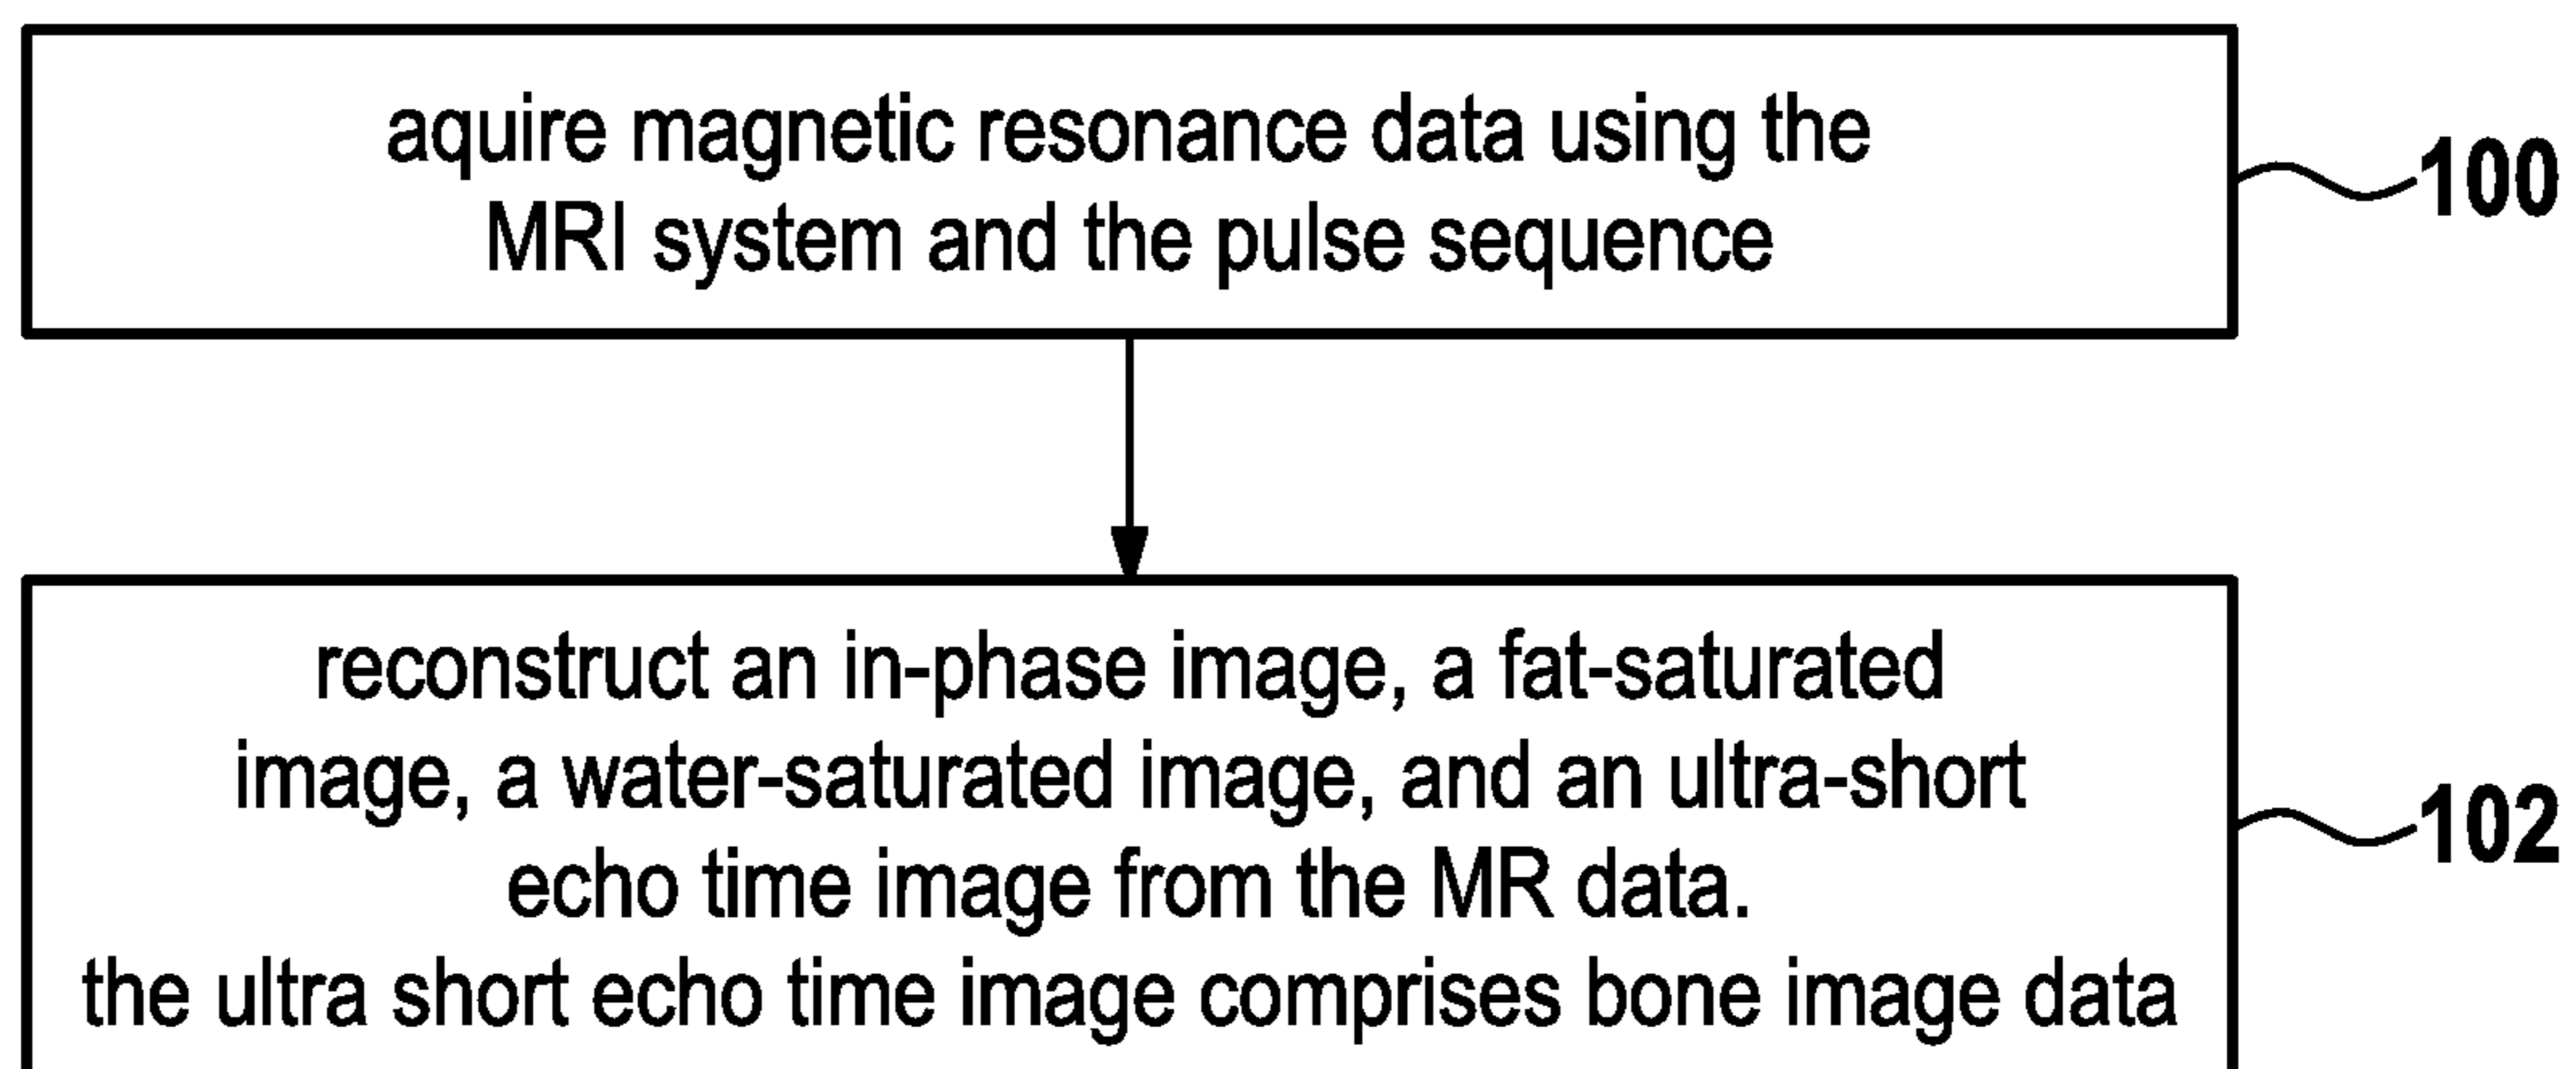 aquire magnetic resonance data using the
MRI system and the pulse sequence
100
reconstruct an in-phase image, a fat-saturated
image, a water-saturated image, and an ultra-short
echo time image from the MR data.
the ultra short echo time image comprises bone image data
102